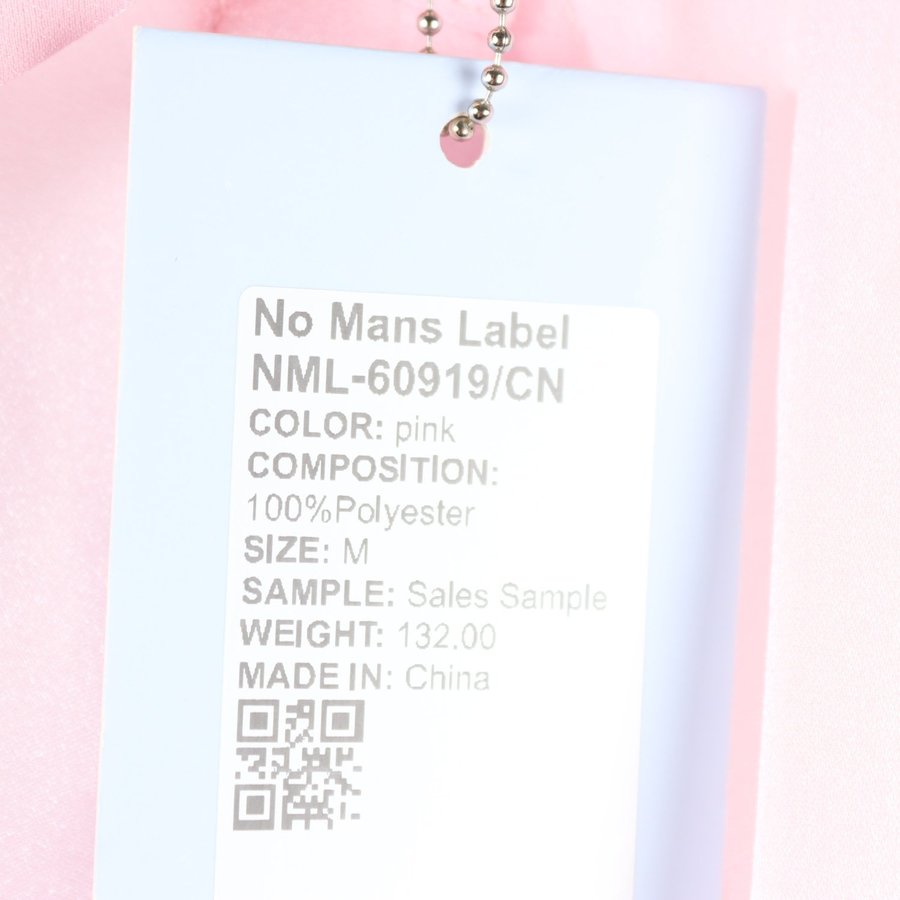 No Mans Label
NML-60919/CN
COLOR: pink
COMPOSITION:
100%Polyester
SIZE: M
SAMPLE: Sales Sample
WEIGHT: 132.00
MADE IN: China